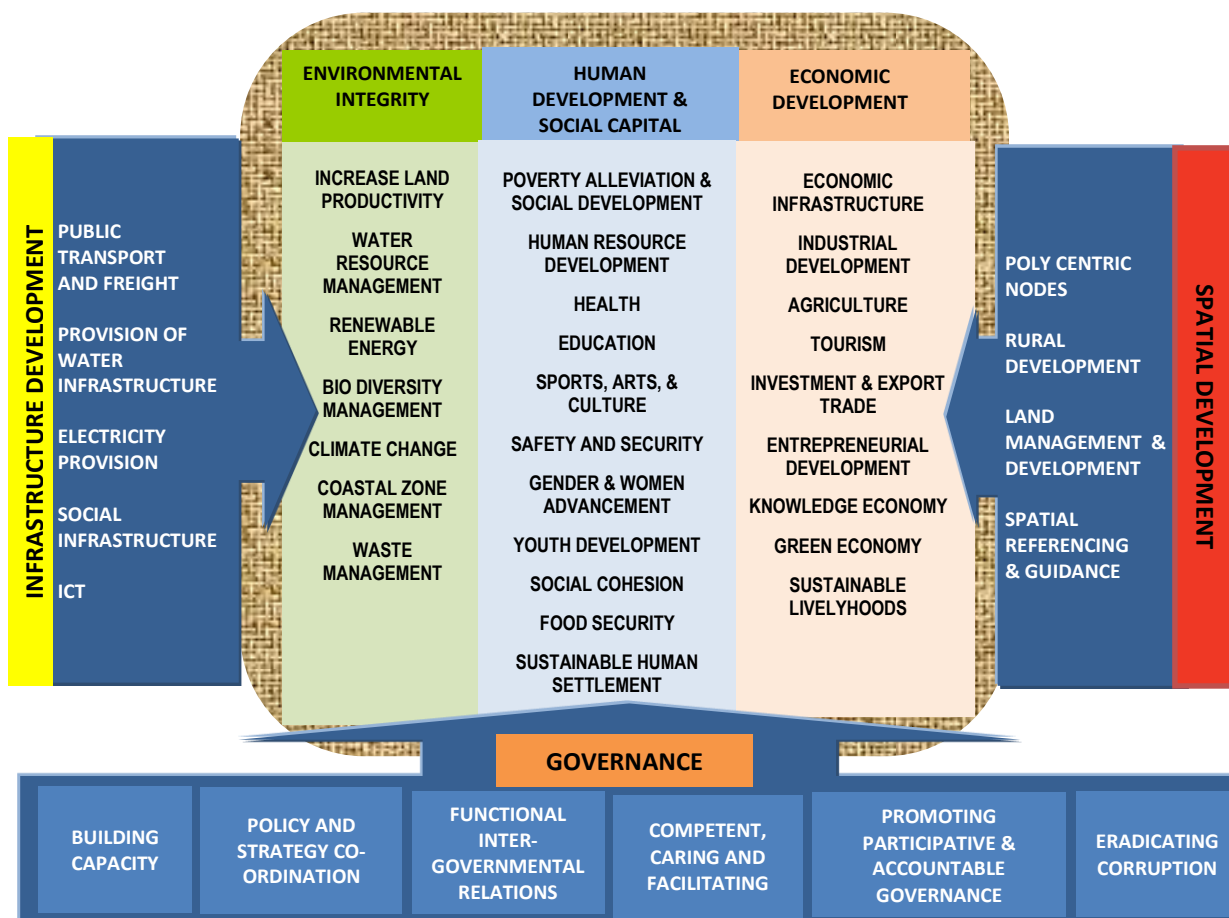 ENVIRONMENTAL
INTEGRITY
HUMAN
DEVELOPMENT &
SOCIAL CAPITAL
ECONOMIC
DEVELOPMENT
INFRASTRUCTURE DEVELOPMENT
PUBLIC
TRANSPORT
AND FREIGHT
PROVISION OF
WATER
INFRASTRUCTURE
ELECTRICITY
PROVISION
SOCIAL
INFRASTRUCTURE
ICT
INCREASE LAND
PRODUCTIVITY
WATER
RESOURCE
MANAGEMENT
RENEWABLE
ENERGY
BIO DIVERSITY
MANAGEMENT
CLIMATE CHANGE
COASTAL ZONE
MANAGEMENT
WASTE
MANAGEMENT
POVERTY ALLEVIATION &
SOCIAL DEVELOPMENT
HUMAN RESOURCE
DEVELOPMENT
HEALTH
EDUCATION
SPORTS, ARTS, &
CULTURE
SAFETY AND SECURITY
GENDER & WOMEN
ADVANCEMENT
YOUTH DEVELOPMENT
SOCIAL COHESION
FOOD SECURITY
SUSTAINABLE HUMAN
SETTLEMENT
ECONOMIC
INFRASTRUCTURE
INDUSTRIAL
DEVELOPMENT
AGRICULTURE
TOURISM
INVESTMENT & EXPORT
TRADE
ENTREPRENEURIAL
DEVELOPMENT
KNOWLEDGE ECONOMY
GREEN ECONOMY
SUSTAINABLE
LIVELYHOODS
POLY CENTRIC
NODES
RURAL
DEVELOPMENT
LAND
MANAGEMENT &
DEVELOPMENT
SPATIAL
REFERENCING
& GUIDANCE
SPATIAL DEVELOPMENT
GOVERNANCE
BUILDING
CAPACITY
POLICY AND
STRATEGY CO-
ORDINATION
FUNCTIONAL
INTER-
GOVERNMENTAL
RELATIONS
COMPETENT,
CARING AND
FACILITATING
PROMOTING
PARTICIPATIVE &
ACCOUNTABLE
GOVERNANCE
ERADICATING
CORRUPTION